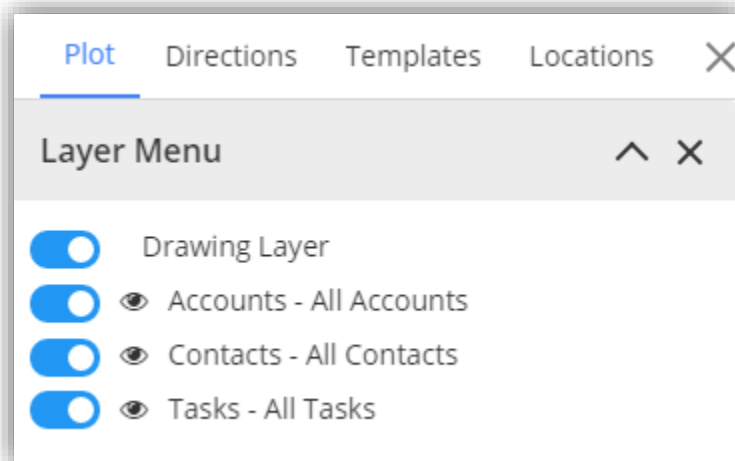 Plot Directions Templates Locations
Layer Menu
Drawing Layer
Accounts - All Accounts
Contacts - All Contacts
Tasks - All Tasks